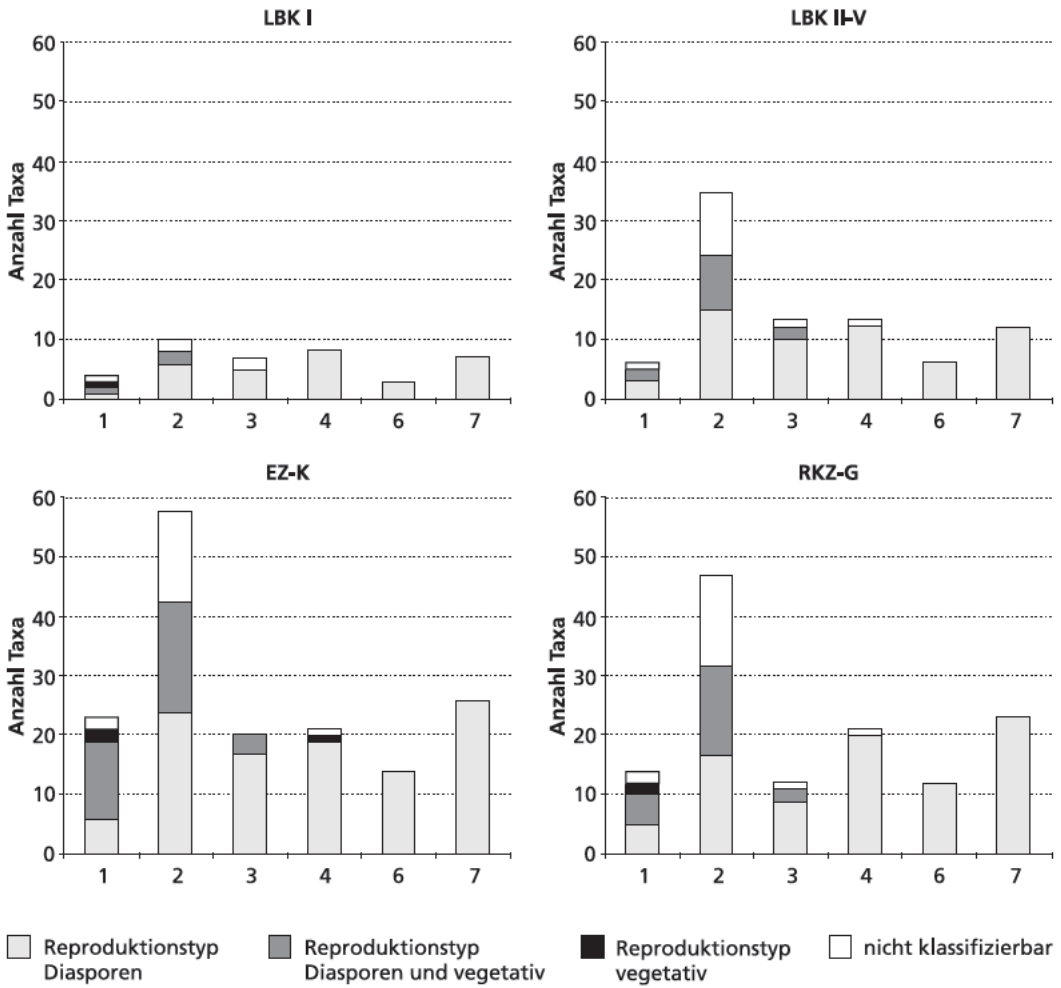 LBK I
Anzahl Taxa
60
50
40
30
20
10
0
1 2 3 4 6 7
LBK II-V
Anzahl Taxa
60
50
40
30
20
10
0
1 2 3 4 6 7
EZ-K
Anzahl Taxa
60
50
40
30
20
10
0
1 2 3 4 6 7
RKZ-G
Anzahl Taxa
60
50
40
30
20
10
0
1 2 3 4 6 7
Reproduktionstyp
Diasporen
Reproduktionstyp
Diasporen und vegetativ
Reproduktionstyp
vegetativ
nicht klassifizierbar